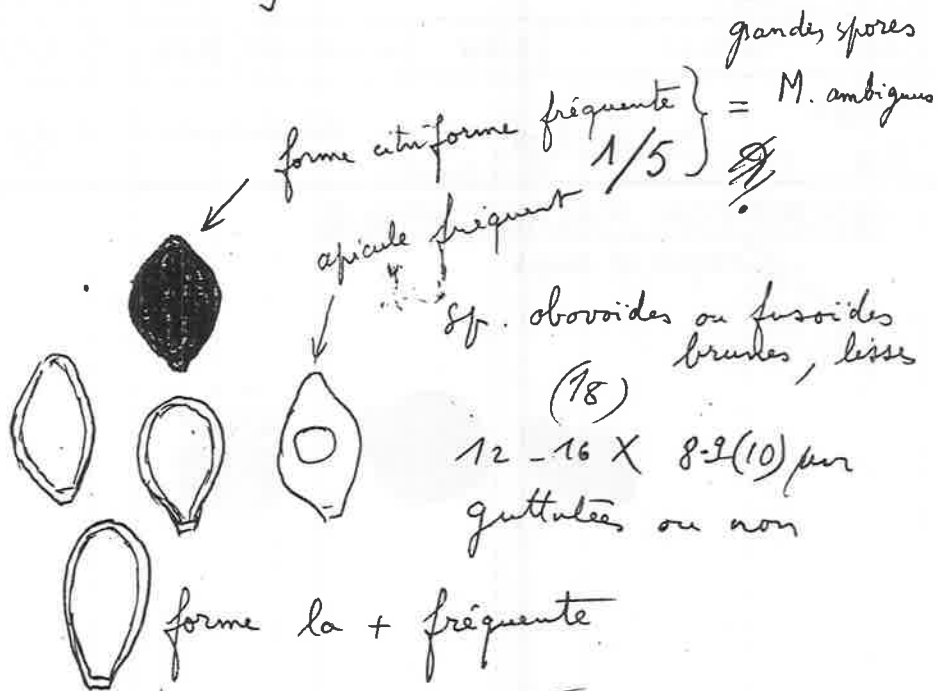 grandes spores
forme citriforme fréquente } = M. ambiguus
1/5
apicule fréquent
Sp. obovoïdes ou fusoïdes
brunes, lisses
(18)
12 - 16 X 8-9(10) µm
guttulées ou non
forme la + fréquente